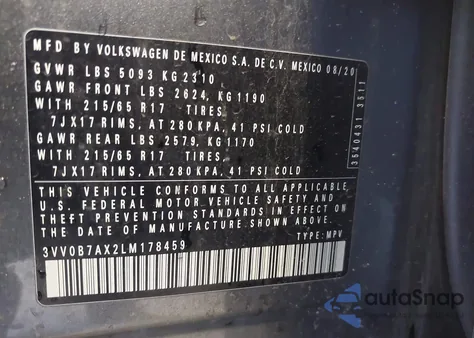 MFD BY VOLKSWAGEN DE MEXICO S.A. DE C.V. MEXICO 08/20
GVWR LBS 5093 KG 2310
GAWR FRONT LBS 2624, KG 1190
WITH 215/65 R17 TIRES,
7JX17 RIMS, AT 280 KPA, 41 PSI COLD
GAWR REAR LBS 2579, KG 1170
WITH 215/65 R17 TIRES,
7JX17 RIMS, AT 280 KPA, 41 PSI COLD
THIS VEHICLE CONFORMS TO ALL APPLICABLE
U.S. FEDERAL MOTOR VEHICLE SAFETY AND
THEFT PREVENTION STANDARDS IN EFFECT ON
THE DATE OF MANUFACTURE SHOWN ABOVE.
3VV0B7AX2LM178459 TYPE: MPV
3540431 3511
autoSnap